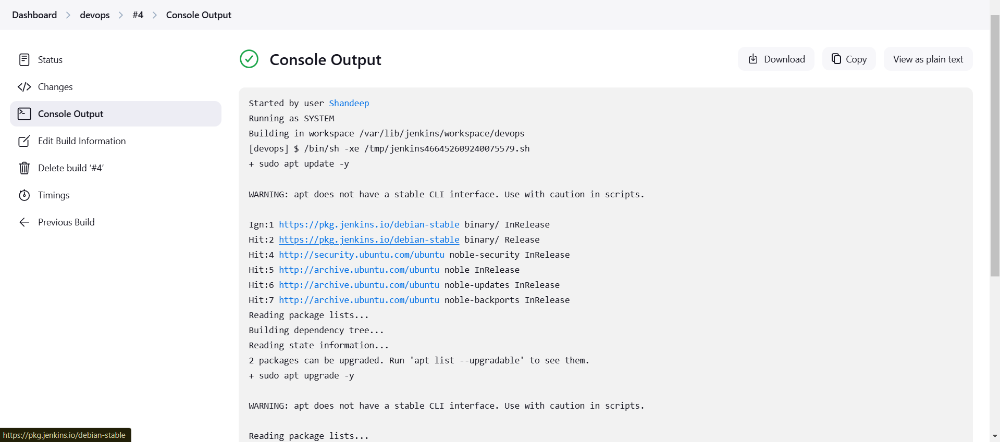 Dashboard > devops > #4 > Console Output
Status
Changes
Console Output
Edit Build Information
Delete build ‘#4’
Timings
Previous Build
Console Output
Download
Copy
View as plain text
Started by user Shandeep
Running as SYSTEM
Building in workspace /var/lib/jenkins/workspace/devops
[devops] $ /bin/sh -xe /tmp/jenkins466452609240075579.sh
+ sudo apt update -y
WARNING: apt does not have a stable CLI interface. Use with caution in scripts.
Ign:1 https://pkg.jenkins.io/debian-stable binary/ InRelease
Hit:2 https://pkg.jenkins.io/debian-stable binary/ Release
Hit:4 http://security.ubuntu.com/ubuntu noble-security InRelease
Hit:5 http://archive.ubuntu.com/ubuntu noble InRelease
Hit:6 http://archive.ubuntu.com/ubuntu noble-updates InRelease
Hit:7 http://archive.ubuntu.com/ubuntu noble-backports InRelease
Reading package lists...
Building dependency tree...
Reading state information...
2 packages can be upgraded. Run 'apt list --upgradable' to see them.
+ sudo apt upgrade -y
WARNING: apt does not have a stable CLI interface. Use with caution in scripts.
Reading package lists...
https://pkg.jenkins.io/debian-stable